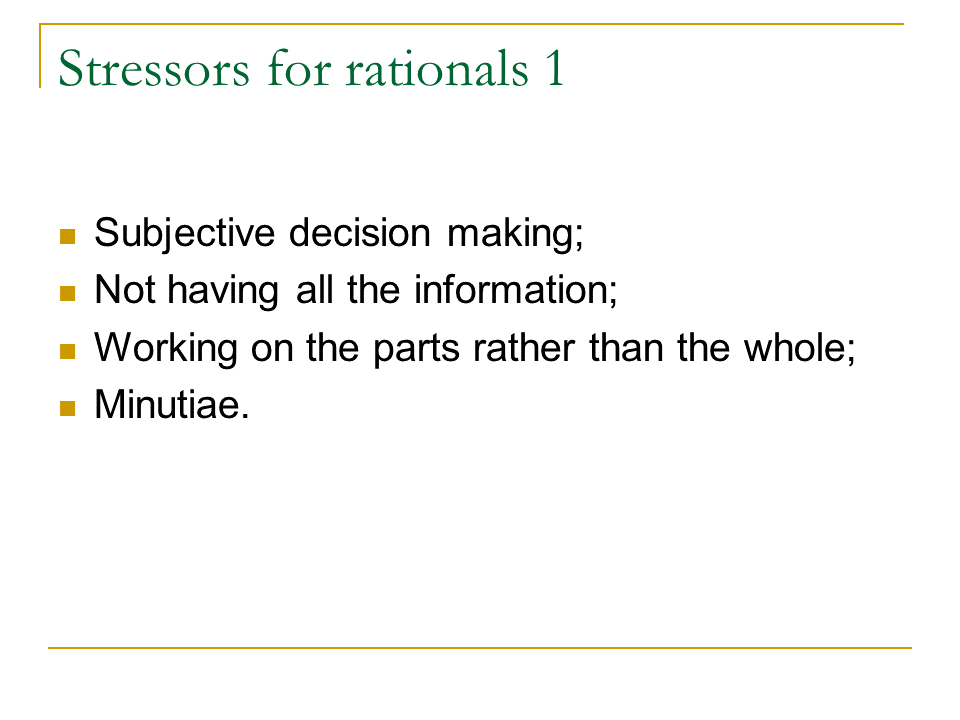 Stressors for rationals 1
Subjective decision making;
Not having all the information;
Working on the parts rather than the whole;
Minutiae.